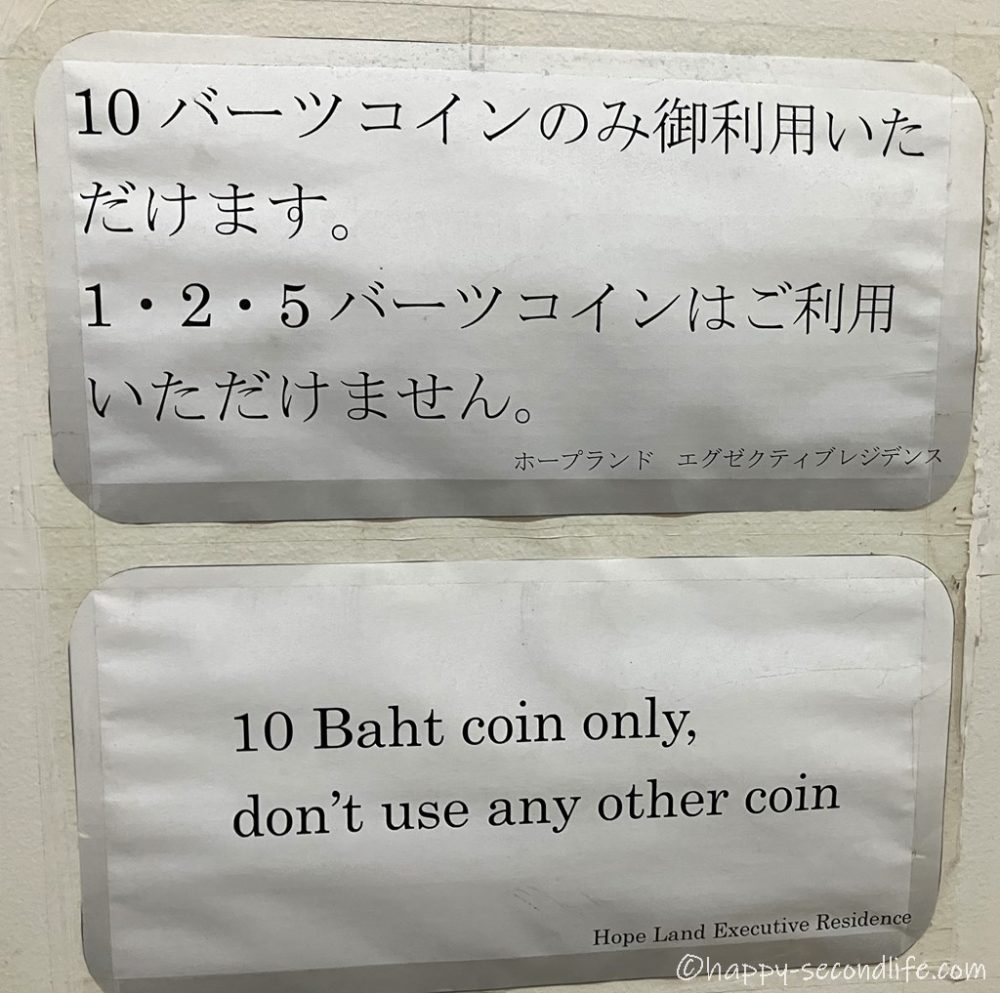 10 バーツコインのみ御利用いた
だけます。
1・2・5 バーツコインはご利用
いただけません。
ホープランド　エグゼクティブレジデンス
10 Baht coin only,
don't use any other coin
Hope Land Executive Residence
©happy-secondlife.com